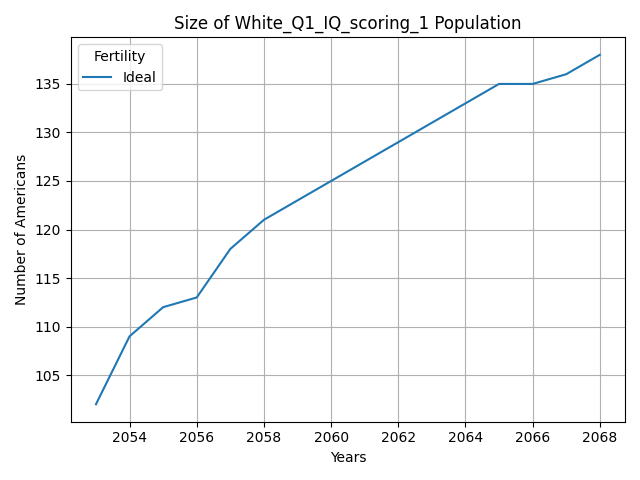 Size of White_Q1_IQ_scoring_1 Population
Fertility
Ideal
Number of Americans
135
130
125
120
115
110
105
2054 2056 2058 2060 2062 2064 2066 2068
Years